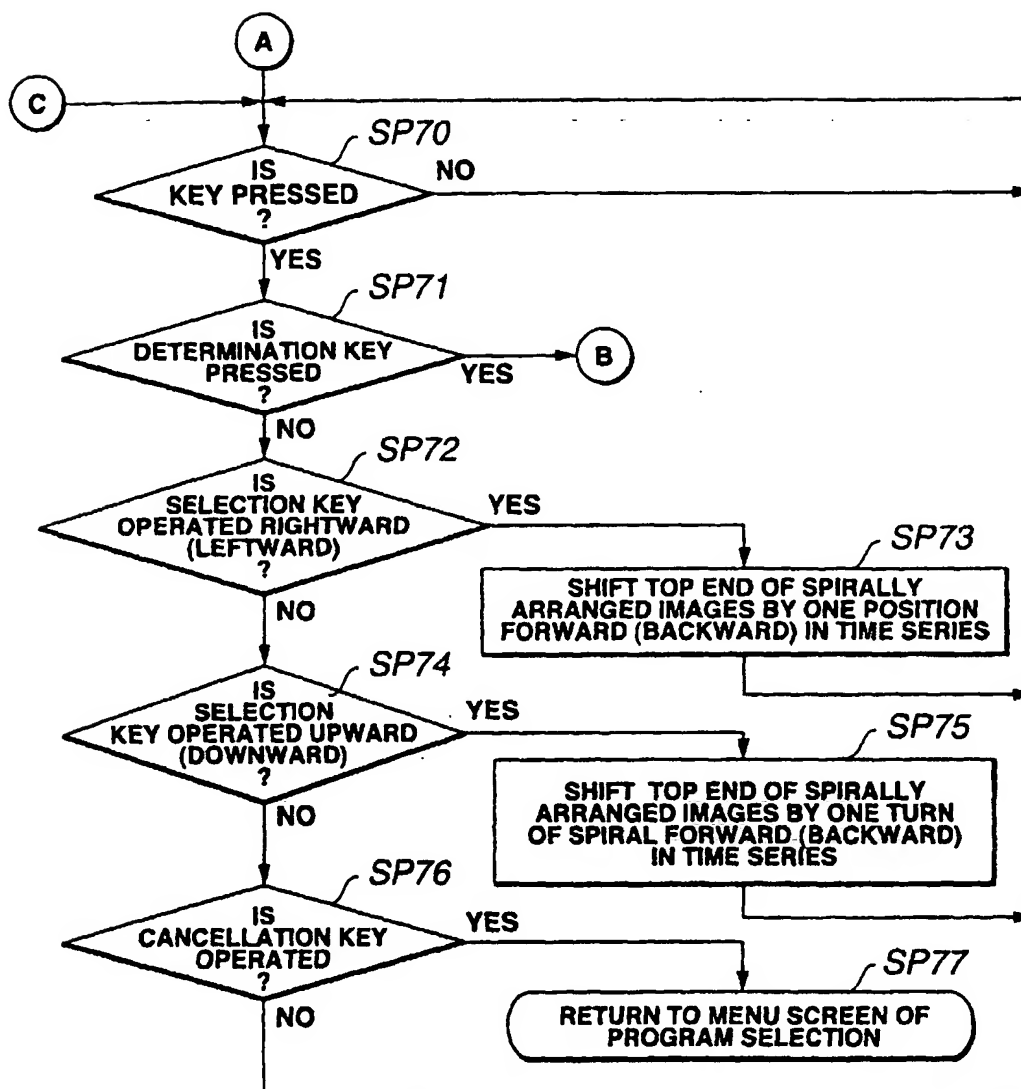 A
C
SP70
IS
KEY PRESSED
?
NO
YES
SP71
IS
DETERMINATION KEY
PRESSED
?
YES
B
NO
SP72
IS
SELECTION KEY
OPERATED RIGHTWARD
(LEFTWARD)
?
YES
NO
SP73
SHIFT TOP END OF SPIRALLY
ARRANGED IMAGES BY ONE POSITION
FORWARD (BACKWARD) IN TIME SERIES
SP74
IS
SELECTION
KEY OPERATED UPWARD
(DOWNWARD)
?
YES
NO
SP75
SHIFT TOP END OF SPIRALLY
ARRANGED IMAGES BY ONE TURN
OF SPIRAL FORWARD (BACKWARD)
IN TIME SERIES
SP76
IS
CANCELLATION KEY
OPERATED
?
YES
NO
SP77
RETURN TO MENU SCREEN OF
PROGRAM SELECTION